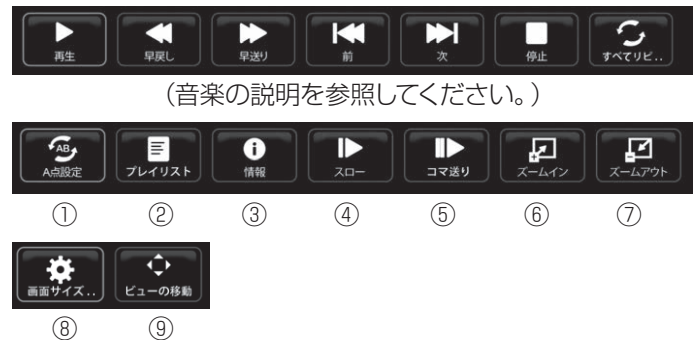 再生 早戻し 早送り 前 次 停止 すべてリピ..
（音楽の説明を参照してください。）
AB
A点設定 プレイリスト 情報 スロー コマ送り ズームイン ズームアウト
① ② ③ ④ ⑤ ⑥ ⑦
画面サイズ.. ビューの移動
⑧ ⑨